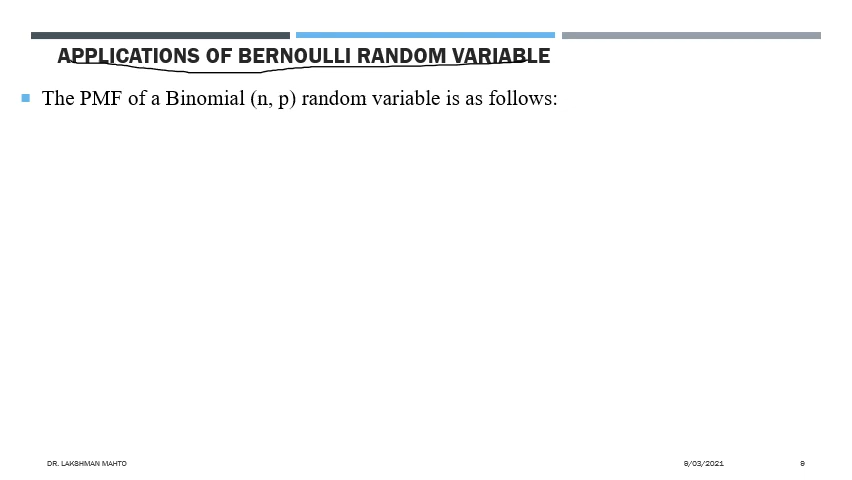 APPLICATIONS OF BERNOULLI RANDOM VARIABLE
The PMF of a Binomial (n, p) random variable is as follows:
DR. LAKSHMAN MAHTO
9/03/2021
9